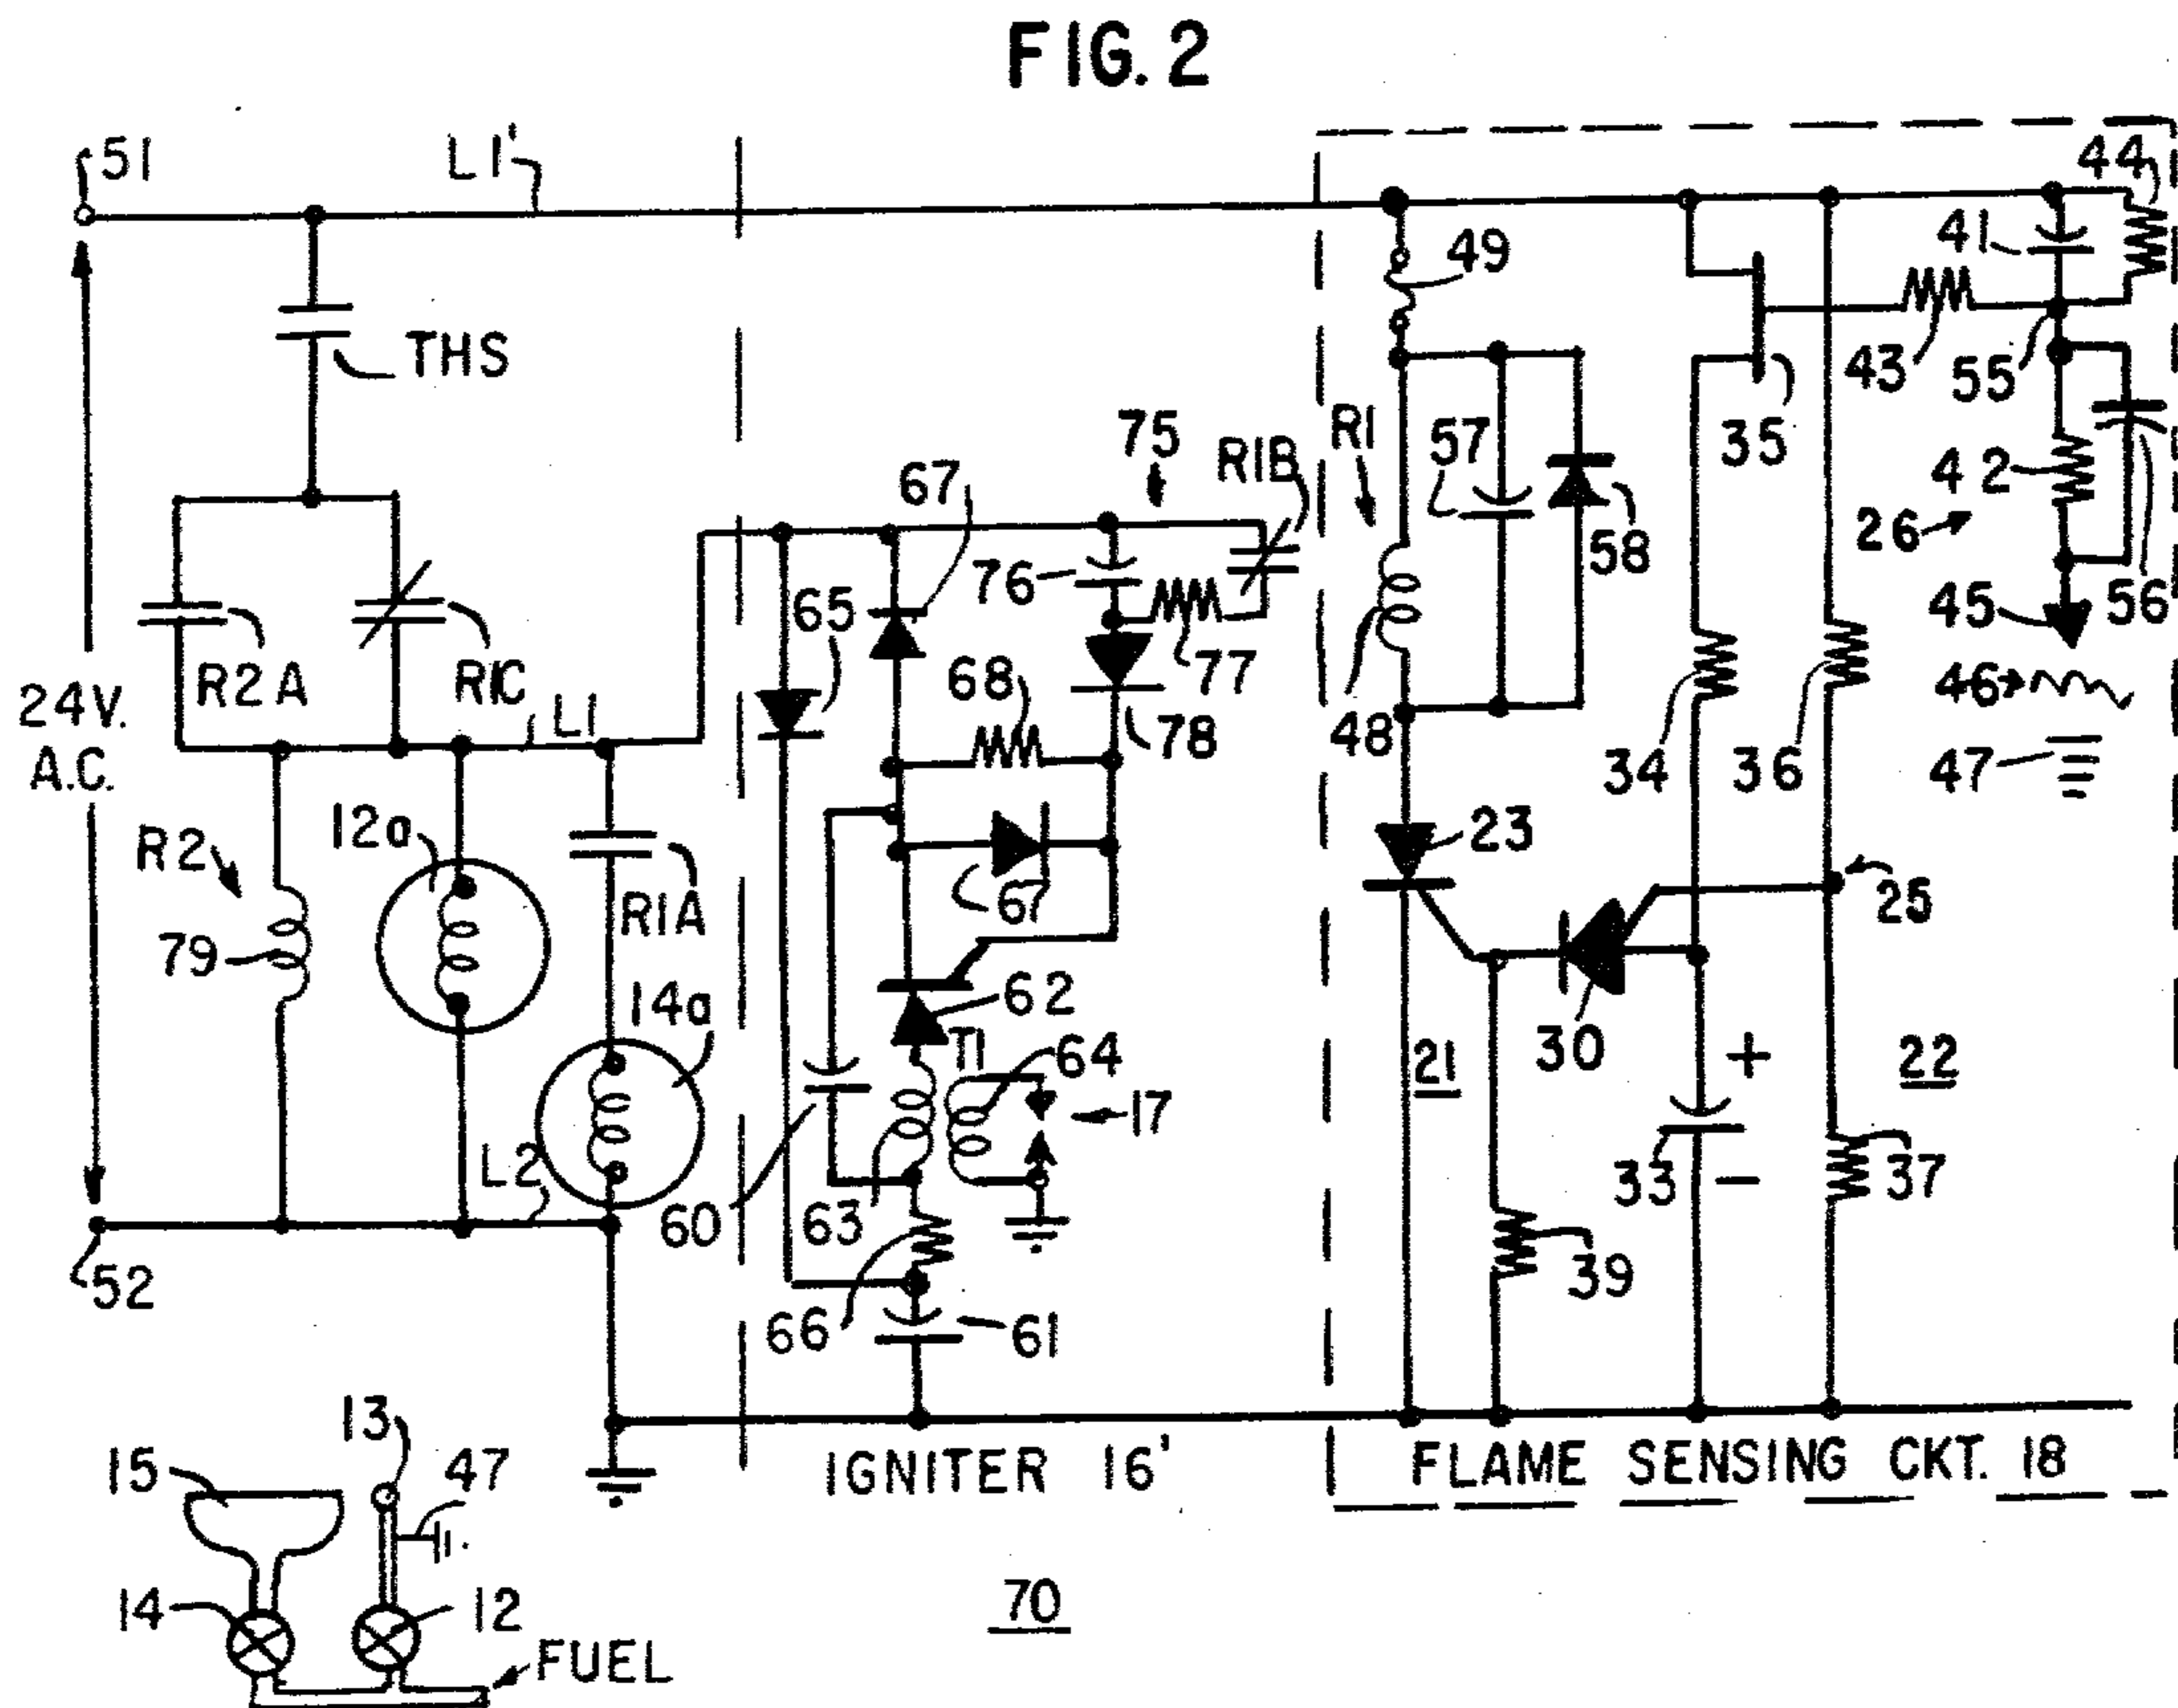 FIG. 2
51
L1'
44
41
49
THS
43
55
35
75
R1B
R1
57
67
42
58
26
76
65
45
56
R2A
R1C
77
46
24V.
A.C.
L1
68
78
48
34
36
47
12a
R2
23
R1A
67
25
79
14a
62
T1
64
30
+
21
22
17
L2
60
63
33
−
37
52
39
66
61
13
15
47
IGNITER 16'
FLAME SENSING CKT. 18
14
12
70
FUEL